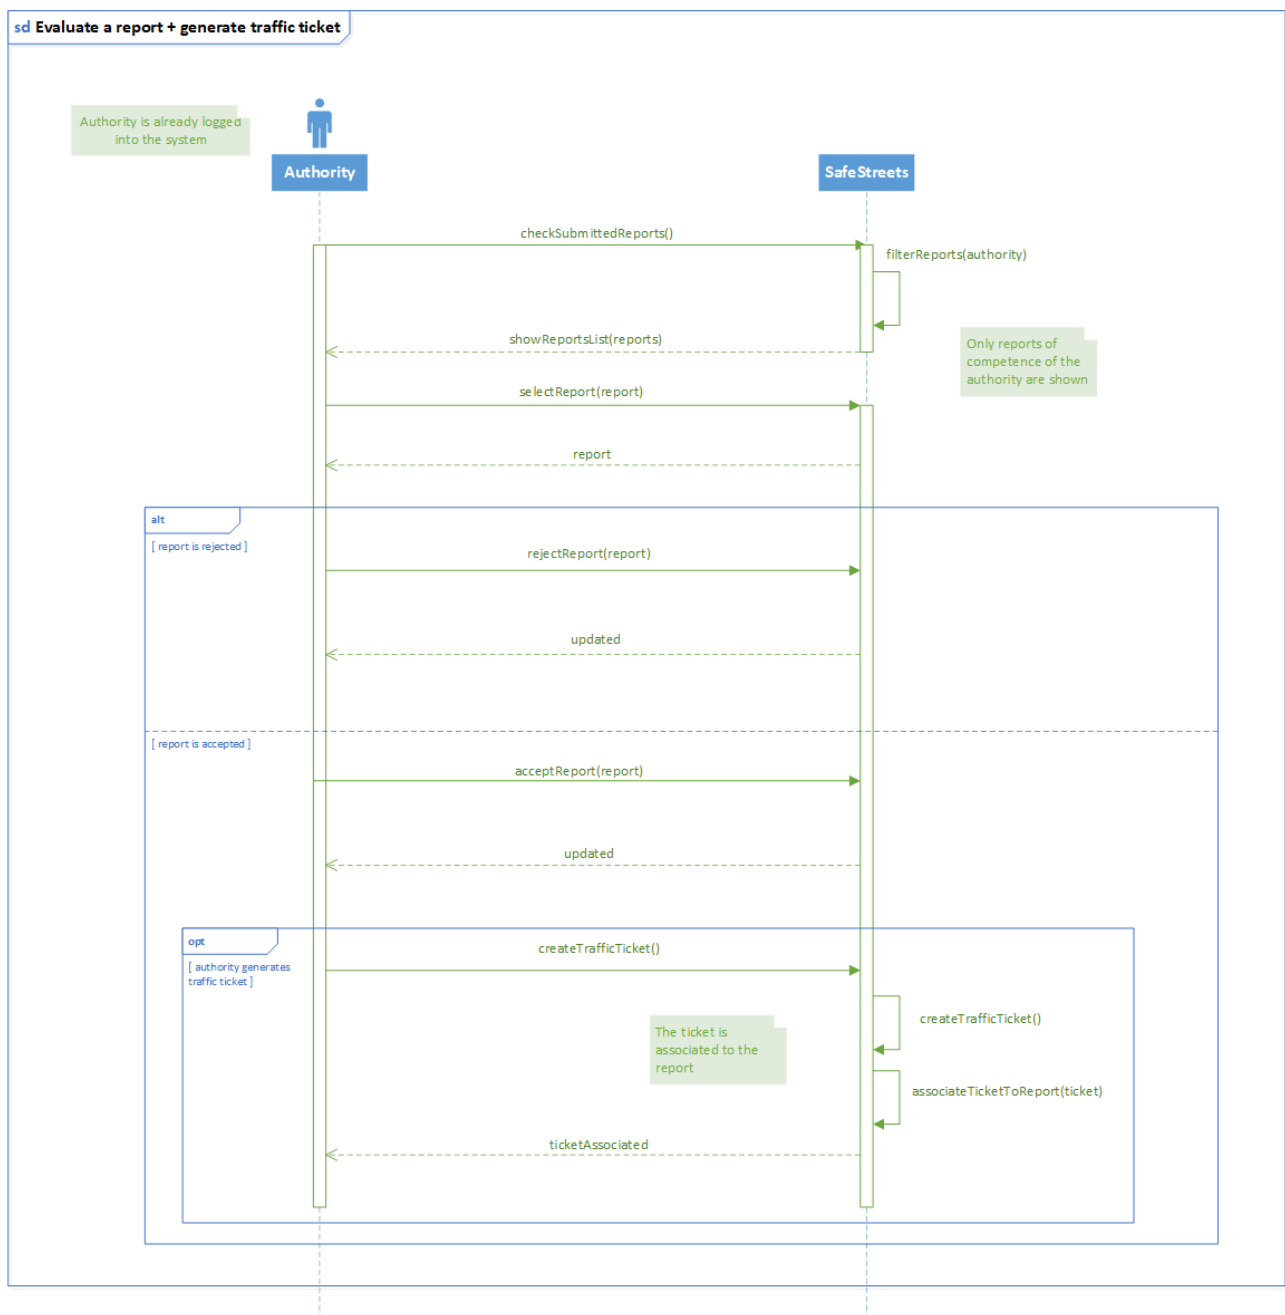 sd Evaluate a report + generate traffic ticket
Authority is already logged
into the system
Authority
SafeStreets
checkSubmittedReports()
filterReports(authority)
showReportsList(reports)
Only reports of
competence of the
authority are shown
selectReport(report)
report
alt
[ report is rejected ]
rejectReport(report)
updated
[ report is accepted ]
acceptReport(report)
updated
opt
[ authority generates
traffic ticket ]
createTrafficTicket()
createTrafficTicket()
The ticket is
associated to the
report
associateTicketToReport(ticket)
ticketAssociated